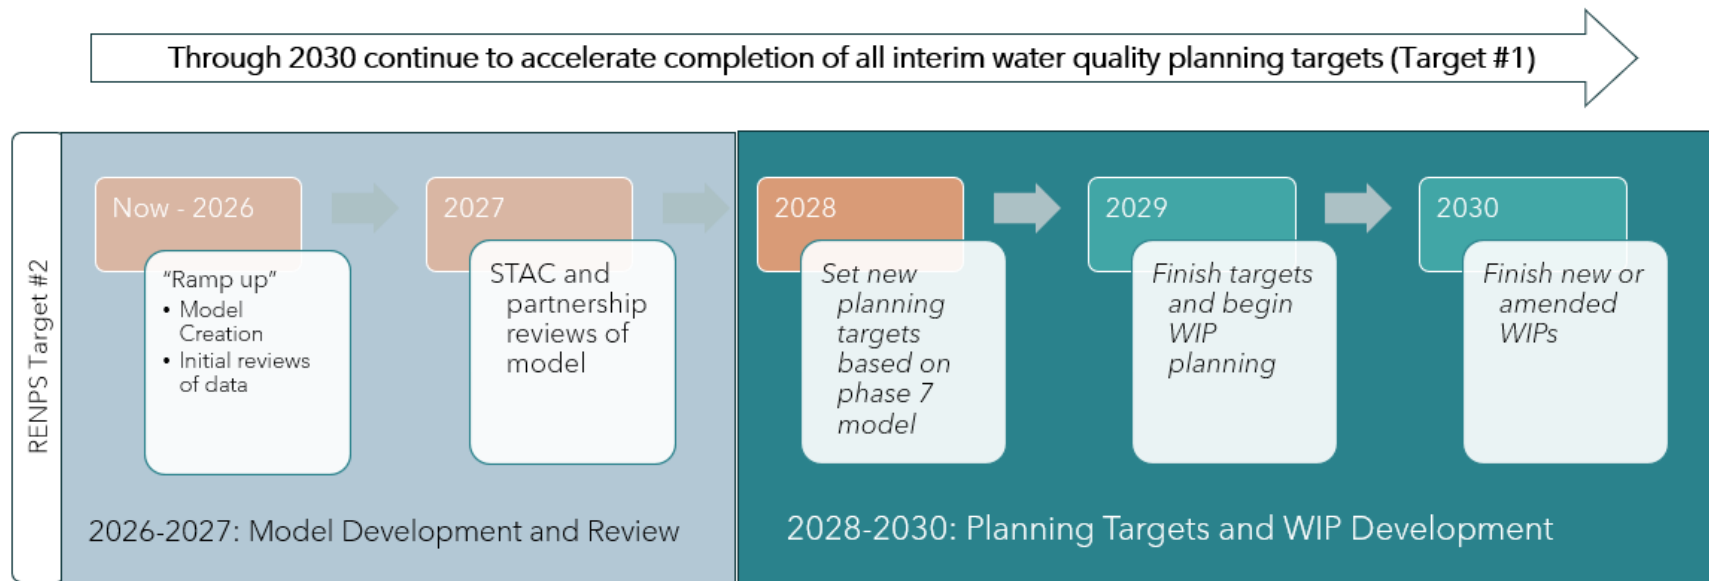 Through 2030 continue to accelerate completion of all interim water quality planning targets (Target #1)
RENPS Target #2
Now - 2026
“Ramp up”
• Model
Creation
• Initial reviews
of data
2027
STAC and
partnership
reviews of
model
2028
Set new
planning
targets
based on
phase 7
model
2029
Finish targets
and begin
WIP
planning
2030
Finish new or
amended
WIPs
2026-2027: Model Development and Review
2028-2030: Planning Targets and WIP Development